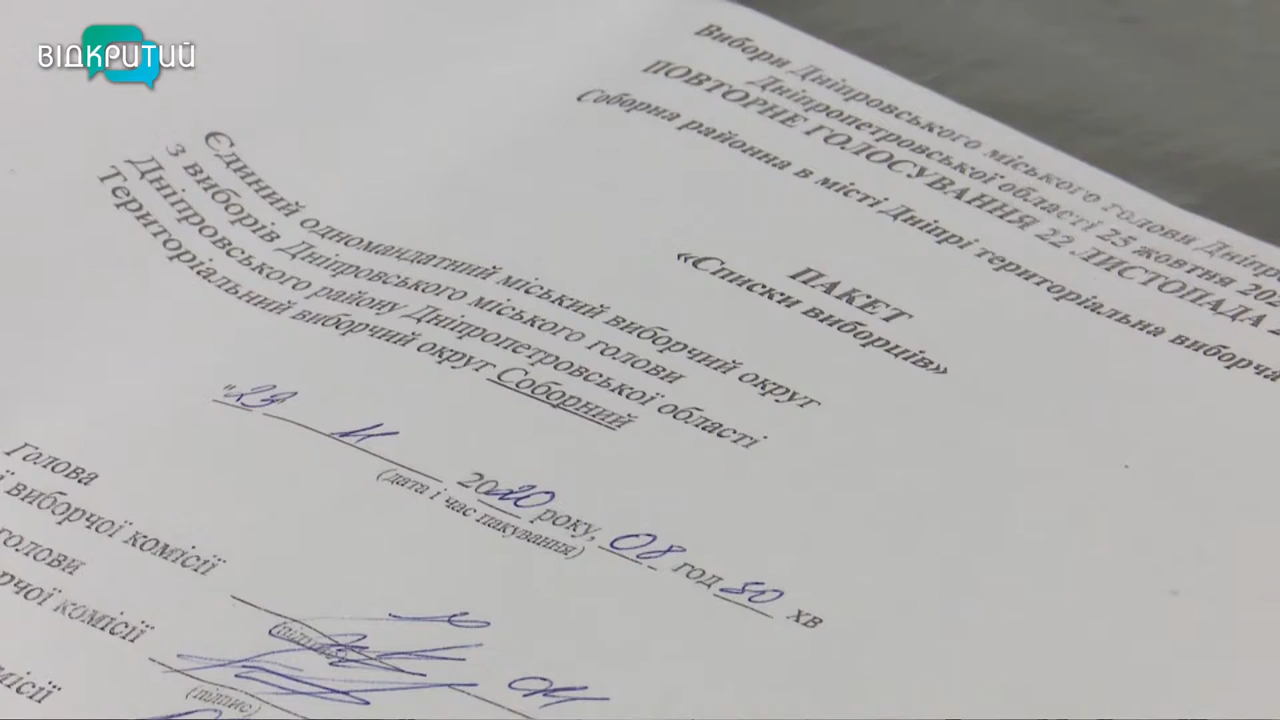 ВІДКРИТИЙ
Вибори Дніпровського міського голови
Дніпропетровської області 25 жовтня
ПОВТОРНЕ ГОЛОСУВАННЯ 22 ЛИСТОПАДА
Соборна районна в місті Дніпрі територіальна виборча
ПАКЕТ
«Списки виборців»
Єдиний одномандатний міський виборчий округ
з виборів Дніпровського міського голови
Дніпровського району Дніпропетровської області
Територіальний виборчий округ Соборний
"23 11 2020 року, 08 год 50 хв
(дата і час пакування)
Голова
ї виборчої комісії
голови
рчої комісії
(підпис)
місії
(підпис)